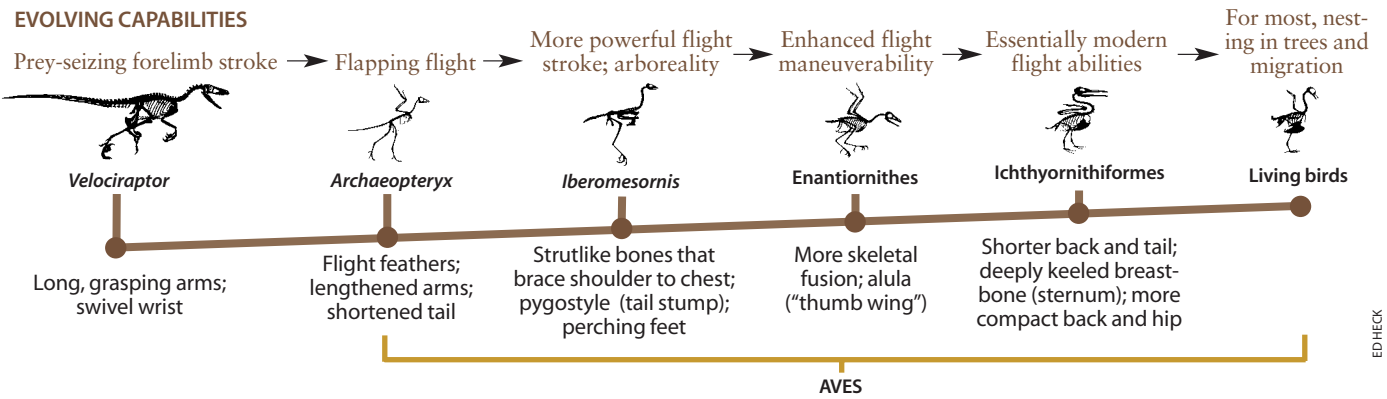 EVOLVING CAPABILITIES
Prey-seizing forelimb stroke
Flapping flight
More powerful flight
stroke; arboreality
Enhanced flight
maneuverability
Essentially modern
flight abilities
For most, nest-
ing in trees and
migration
Velociraptor
Archaeopteryx
Iberomesornis
Enantiornithes
Ichthyornithiformes
Living birds
Long, grasping arms;
swivel wrist
Flight feathers;
lengthened arms;
shortened tail
Strutlike bones that
brace shoulder to chest;
pygostyle (tail stump);
perching feet
More skeletal
fusion; alula
(“thumb wing”)
Shorter back and tail;
deeply keeled breast-
bone (sternum); more
compact back and hip
AVES
ED HECK